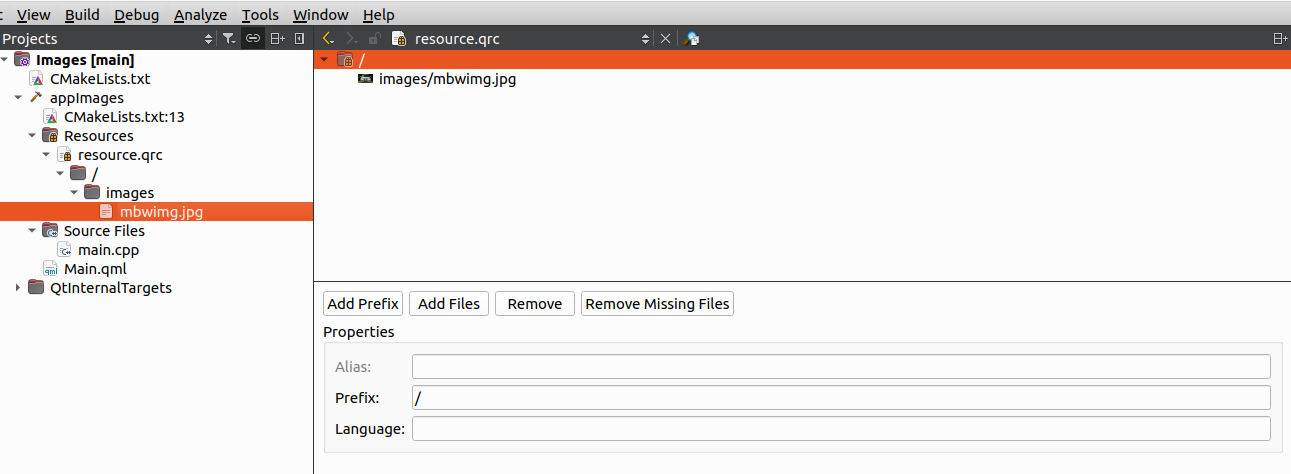 View Build Debug Analyze Tools Window Help
Projects
resource.qrc
Images [main]
CMakeLists.txt
appImages
CMakeLists.txt:13
Resources
resource.qrc
/
images
mbwimg.jpg
Source Files
main.cpp
Main.qml
QtInternalTargets
/
images/mbwimg.jpg
Add Prefix Add Files Remove Remove Missing Files
Properties
Alias:
Prefix: /
Language: